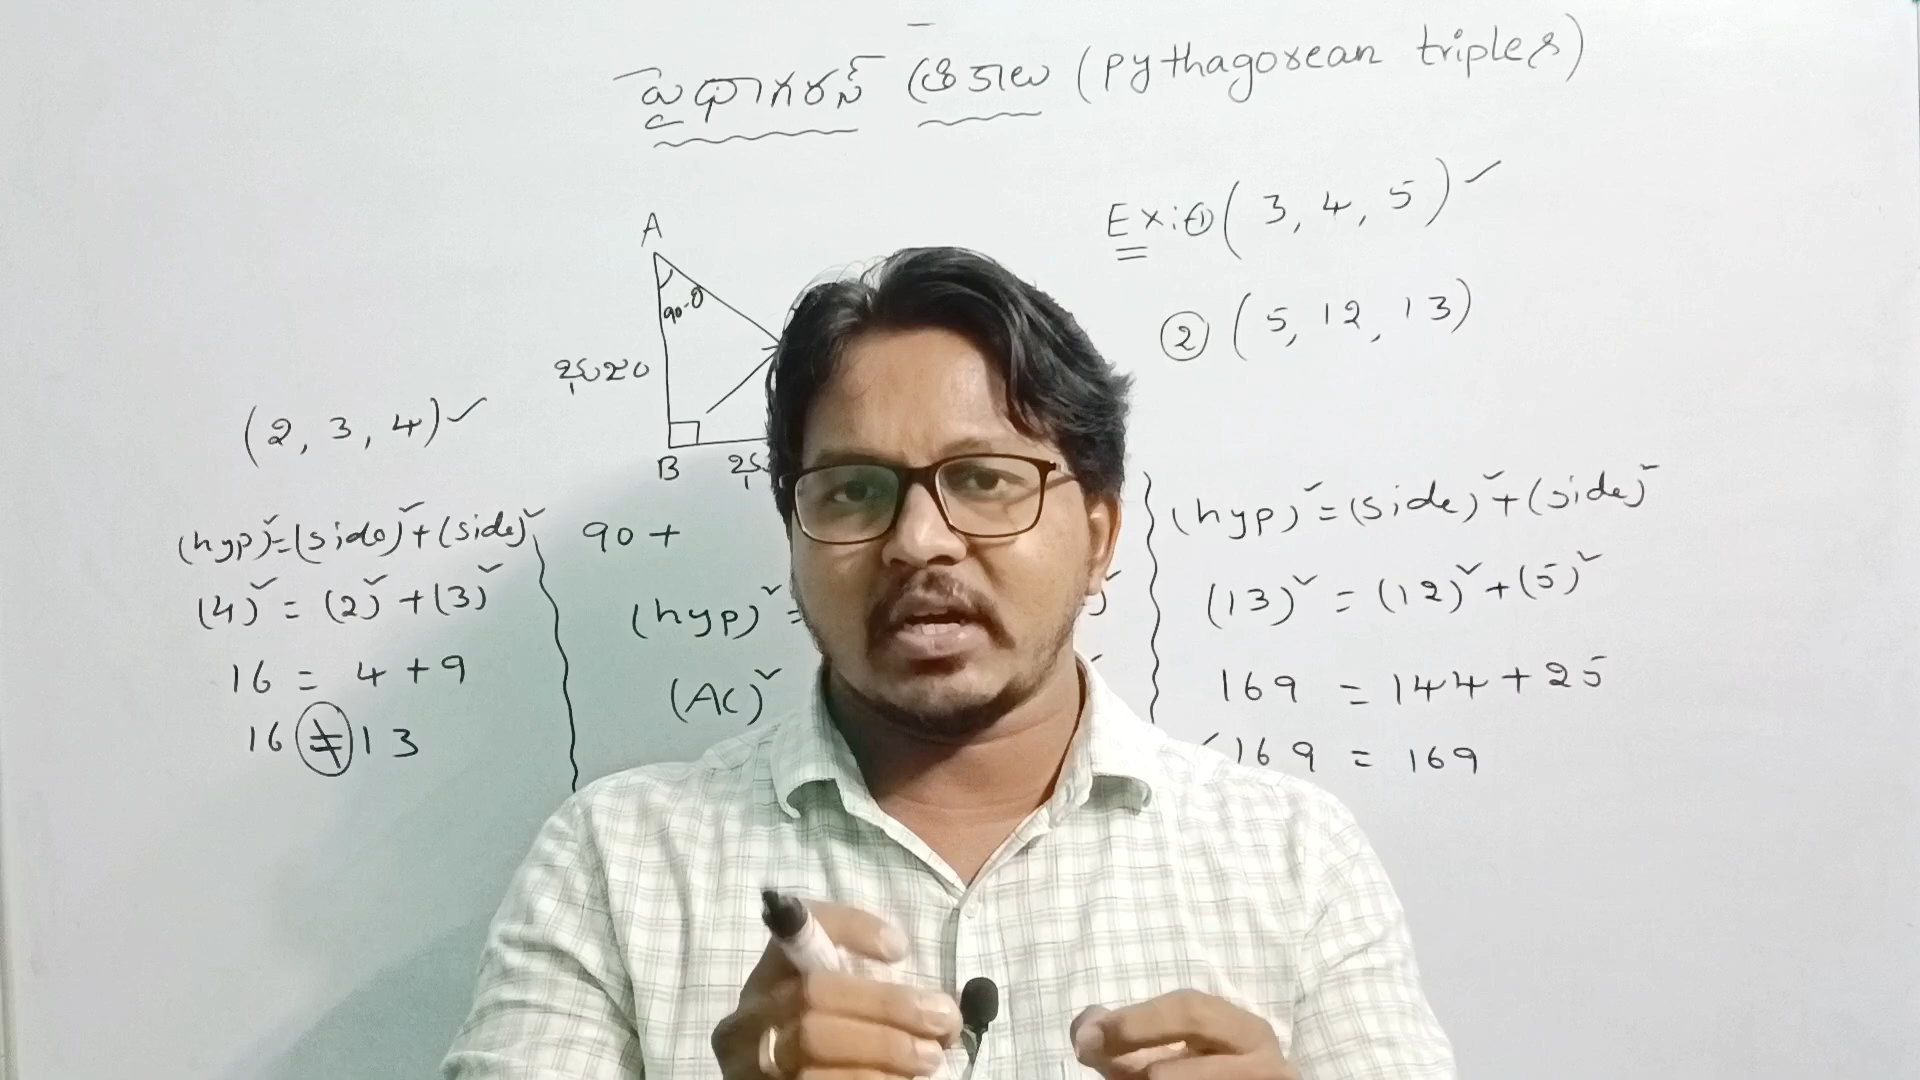 పైథాగరస్ త్రికాలు (pythagorean triples)
Ex:① (3, 4, 5) ✓
② (5, 12, 13)
A
90-θ
భుజం
B
(2, 3, 4) ✓
(hyp)² = (side)² + (side)²
(4)² = (2)² + (3)²
16 = 4 + 9
16 ≠ 13
90 +
(hyp)² =
(AC)²
(hyp)² = (side)² + (side)²
(13)² = (12)² + (5)²
169 = 144 + 25
169 = 169